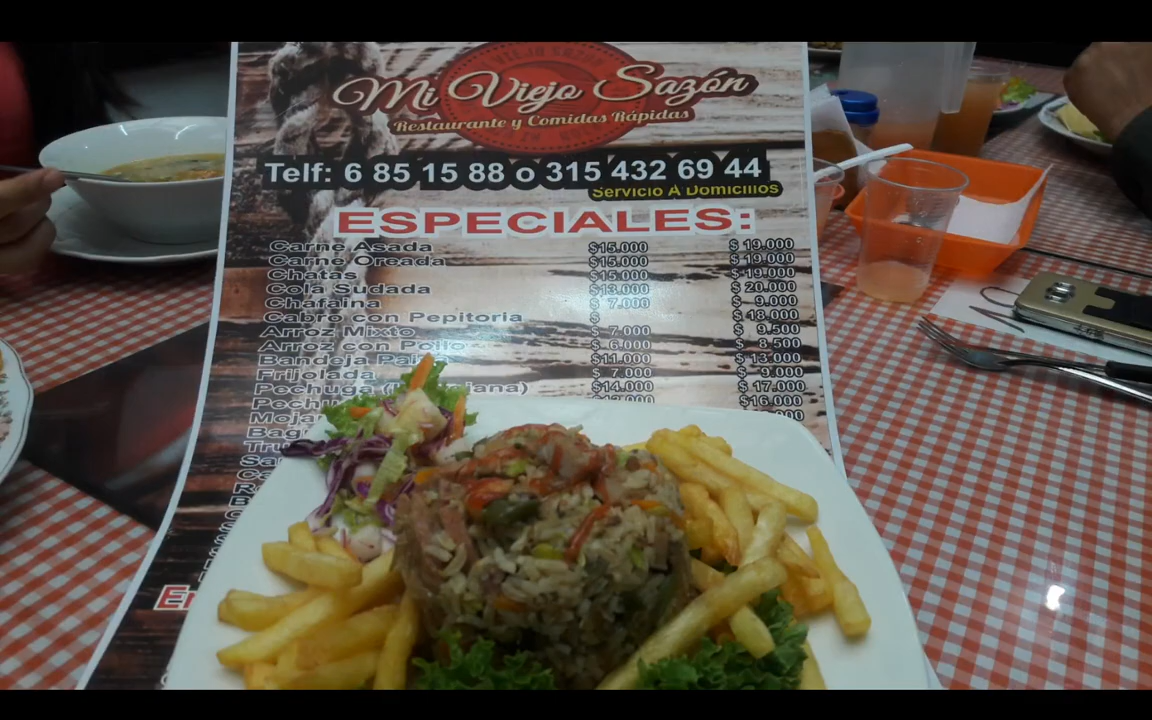 Mi Viejo Sazón
Restaurante y Comidas Rápidas
Telf: 6 85 15 88 o 315 432 69 44
Servicio A Domicilios
ESPECIALES:
Carne Asada $15.000 $ 19.000
Carne Oreada $15.000 $ 19.000
Chatas $15.000 $ 19.000
Cola Sudada $13.000 $ 20.000
Chafaina $ 7.000 $ 9.000
Cabro con Pepitoria $ $ 18.000
Arroz Mixto $ 7.000 $ 9.500
Arroz con Pollo $ 6.000 $ 8.500
Bandeja $11.000 $ 13.000
Frijolada $ 7.000 $ 9.000
Pechuga $14.000 $ 17.000
$16.000